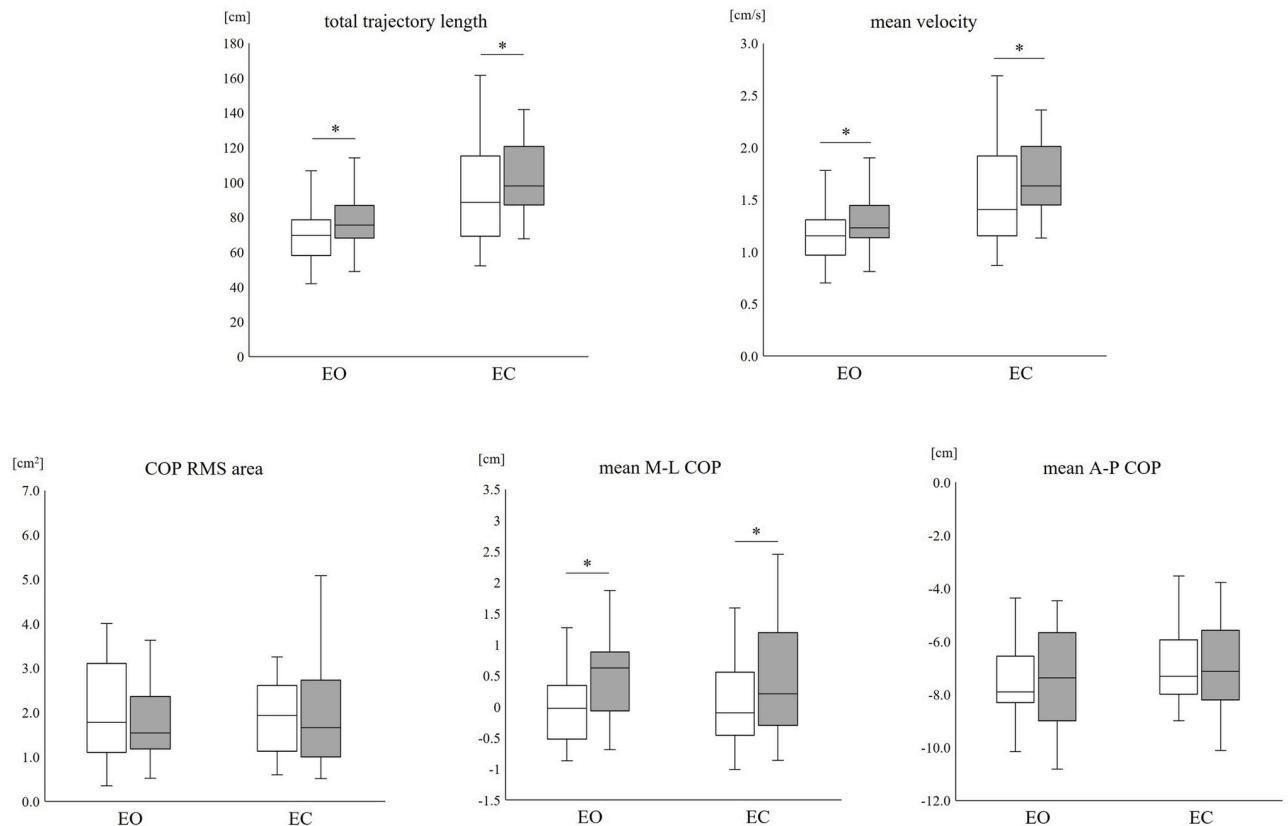 [cm]
total trajectory length
180
160
140
120
100
80
60
40
20
0
*
*
EO
EC
[cm/s]
mean velocity
3.0
2.5
2.0
1.5
1.0
0.5
0.0
*
*
EO
EC
[cm²]
COP RMS area
7.0
6.0
5.0
4.0
3.0
2.0
1.0
0.0
EO
EC
[cm]
mean M-L COP
3.5
3
2.5
2
1.5
1
0.5
0
-0.5
-1
-1.5
*
*
EO
EC
[cm]
mean A-P COP
0.0
-2.0
-4.0
-6.0
-8.0
-10.0
-12.0
EO
EC